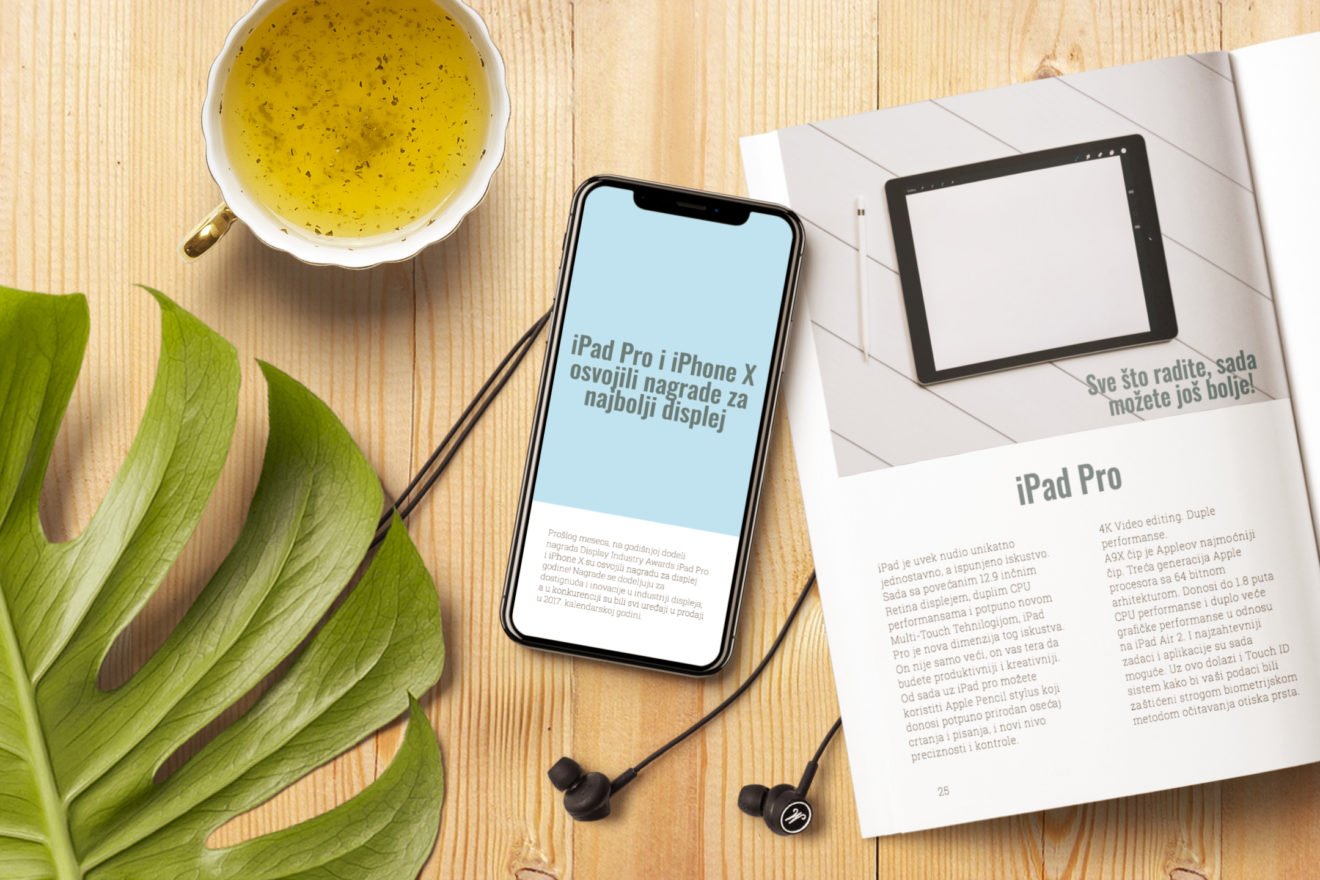 iPad Pro i iPhone X
osvojili nagrade za
najbolji displej
Prošlog meseca, na godišnjoj dodeli
nagrada Display Industry Awards iPad Pro
i iPhone X su osvojili nagradu za displej
godine! Nagrade se dodeljuju za
dostignuća i inovacije u industriji displeja,
a u konkurenciji su bili svi uređaji u prodaji
u 2017. kalendarskoj godini.
Sve što radite, sada
možete još bolje!
iPad Pro
iPad je uvek nudio unikatno
jednostavno, a ispunjeno iskustvo.
Sada sa povećanim 12.9 inčnim
Retina displejem, duplim CPU
performansama i potpuno novom
Multi-Touch Tehnilogijom, iPad
Pro je nova dimenzija tog iskustva.
On nije samo veći, on vas tera da
budete produktivniji i kreativniji.
Od sada uz iPad pro možete
koristiti Apple Pencil stylus koji
donosi potpuno prirodan osećaj
crtanja i pisanja, i novi nivo
preciznosti i kontrole.
4K Video editing. Duple
performanse.
A9X čip je Appleov najmoćniji
čip. Treća generacija Apple
procesora sa 64 bitnom
arhitekturom. Donosi do 1.8 puta
CPU performanse i duplo veće
grafičke performanse u odnosu
na iPad Air 2. I najzahtevniji
zadaci i aplikacije su sada
moguće. Uz ovo dolazi i Touch ID
sistem kako bi vaši podaci bili
zaštićeni strogom biometrijskom
metodom očitavanja otiska prsta.
25